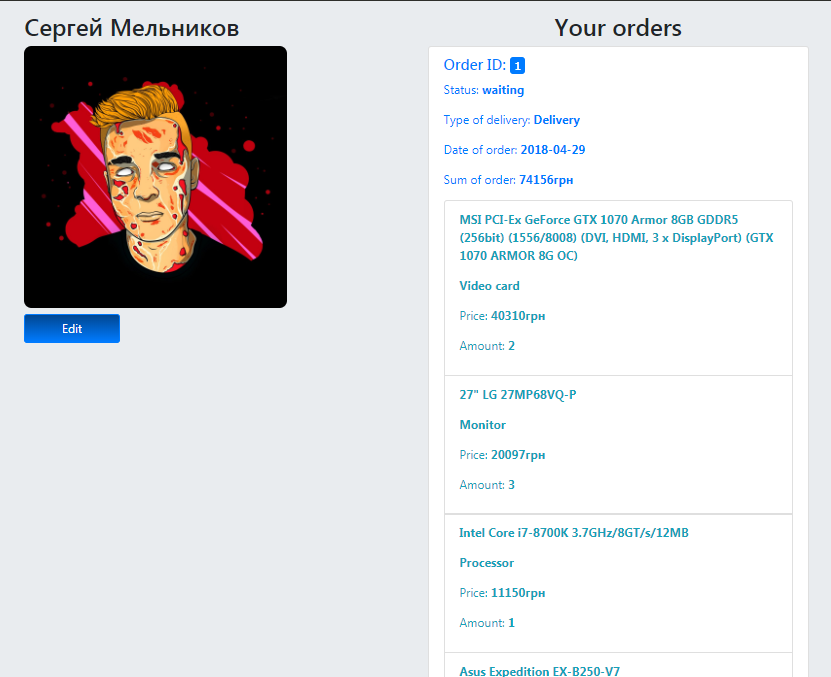 Сергей Мельников
Edit
Your orders
Order ID: 1
Status: waiting
Type of delivery: Delivery
Date of order: 2018-04-29
Sum of order: 74156грн
MSI PCI-Ex GeForce GTX 1070 Armor 8GB GDDR5
(256bit) (1556/8008) (DVI, HDMI, 3 x DisplayPort) (GTX
1070 ARMOR 8G OC)
Video card
Price: 40310грн
Amount: 2
27" LG 27MP68VQ-P
Monitor
Price: 20097грн
Amount: 3
Intel Core i7-8700K 3.7GHz/8GT/s/12MB
Processor
Price: 11150грн
Amount: 1
Asus Expedition EX-B250-V7